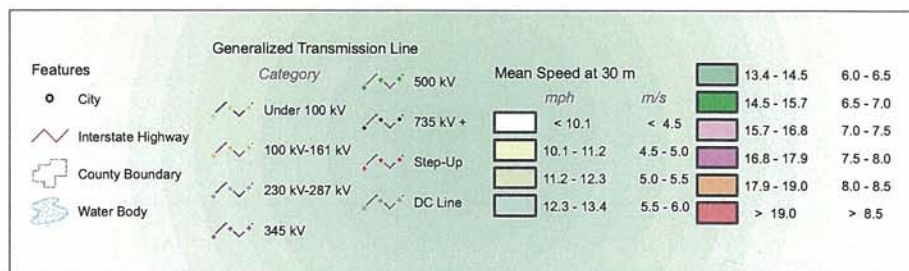 Features
City
Interstate Highway
County Boundary
Water Body
Generalized Transmission Line
Category
Under 100 kV
100 kV-161 kV
230 kV-287 kV
345 kV
500 kV
735 kV +
Step-Up
DC Line
Mean Speed at 30 m
mph m/s
< 10.1 < 4.5
10.1 - 11.2 4.5 - 5.0
11.2 - 12.3 5.0 - 5.5
12.3 - 13.4 5.5 - 6.0
13.4 - 14.5 6.0 - 6.5
14.5 - 15.7 6.5 - 7.0
15.7 - 16.8 7.0 - 7.5
16.8 - 17.9 7.5 - 8.0
17.9 - 19.0 8.0 - 8.5
> 19.0 > 8.5